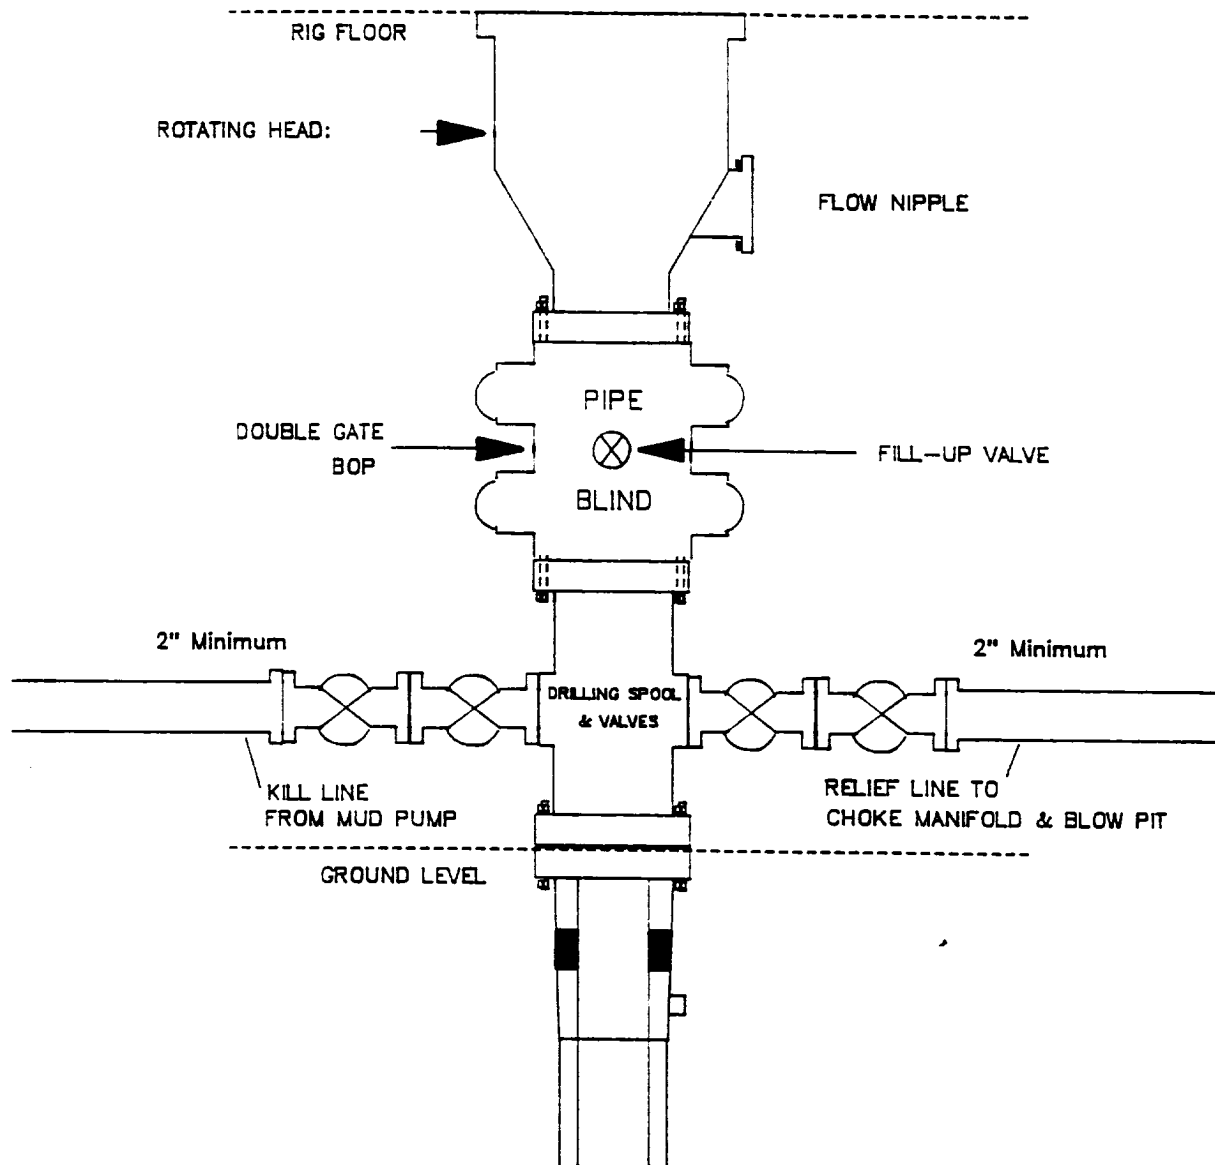 RIG FLOOR
ROTATING HEAD:
FLOW NIPPLE
PIPE
DOUBLE GATE
BOP
FILL-UP VALVE
BLIND
2" Minimum
2" Minimum
DRILLING SPOOL
& VALVES
KILL LINE
FROM MUD PUMP
RELIEF LINE TO
CHOKE MANIFOLD & BLOW PIT
GROUND LEVEL